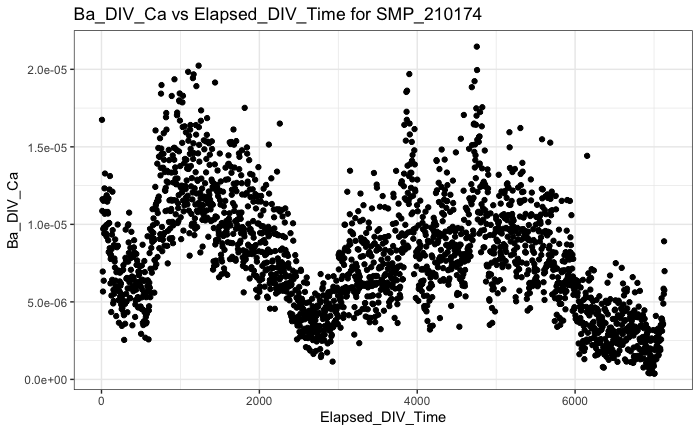 Ba_DIV_Ca vs Elapsed_DIV_Time for SMP_210174
Ba_DIV_Ca
2.0e-05
1.5e-05
1.0e-05
5.0e-06
0.0e+00
0 2000 4000 6000
Elapsed_DIV_Time